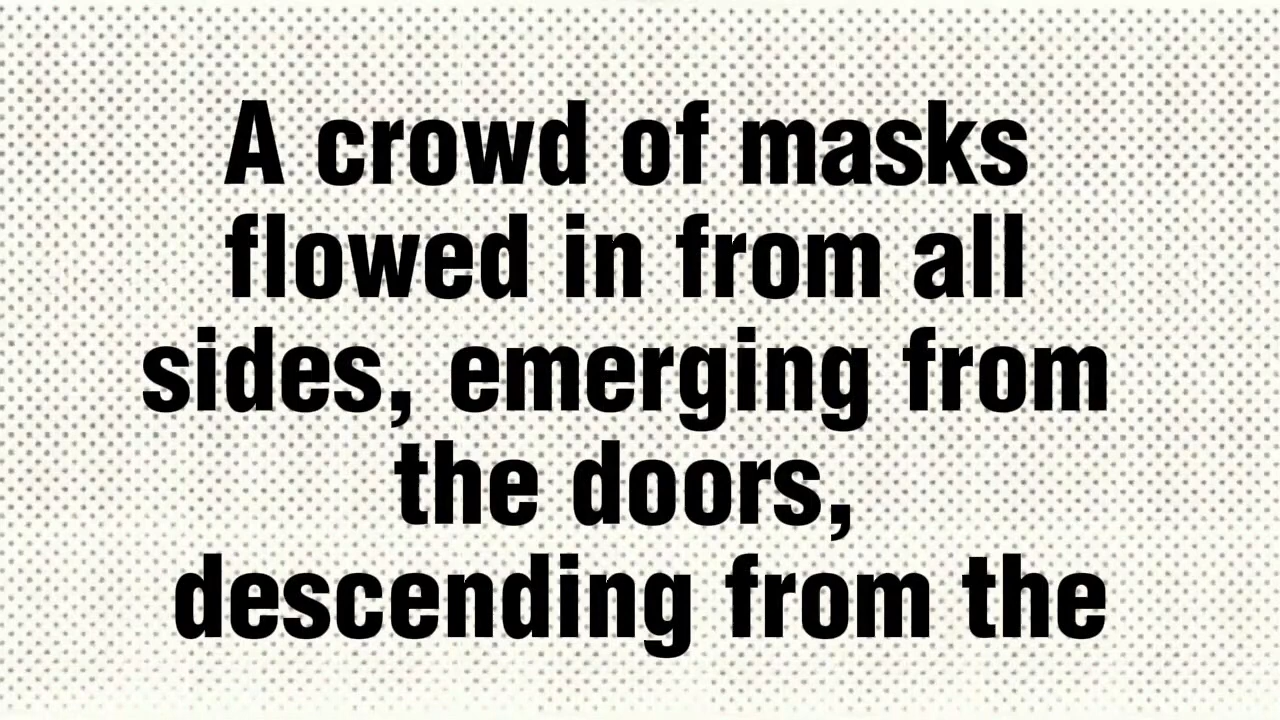 A crowd of masks
flowed in from all
sides, emerging from
the doors,
descending from the